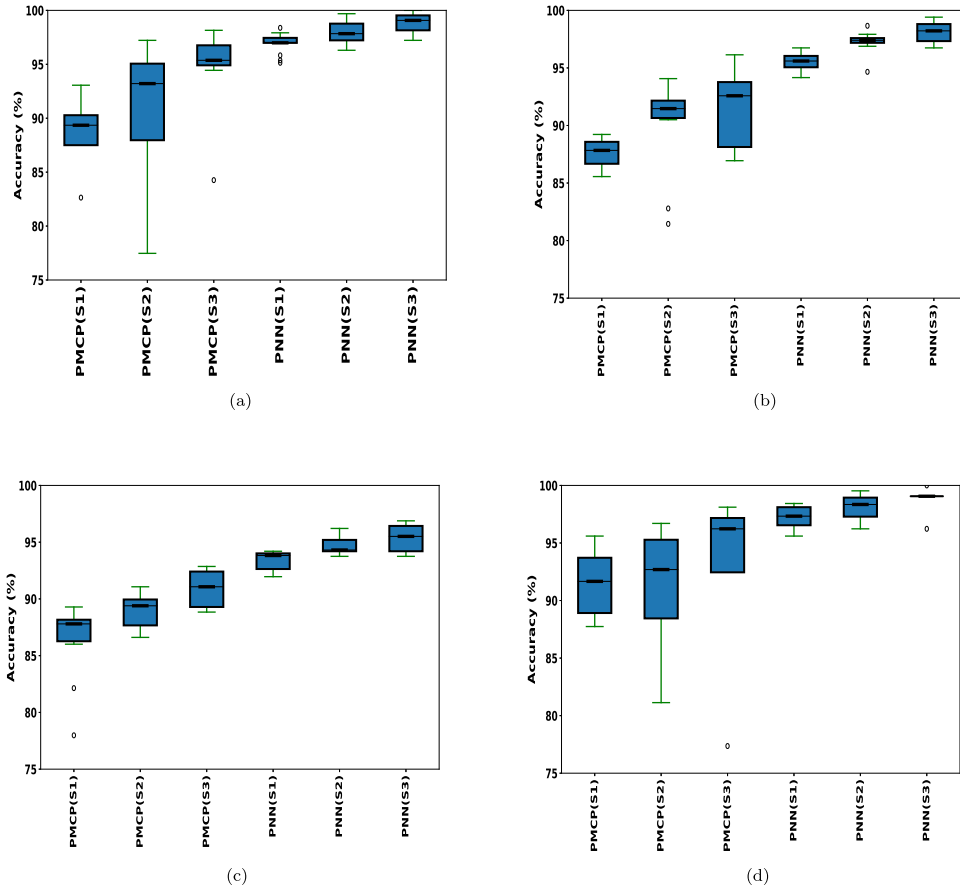 100
95
90
85
80
75
Accuracy (%)
PMCP(S1)
PMCP(S2)
PMCP(S3)
PNN(S1)
PNN(S2)
PNN(S3)
(a)
100
95
90
85
80
75
Accuracy (%)
PMCP(S1)
PMCP(S2)
PMCP(S3)
PNN(S1)
PNN(S2)
PNN(S3)
(b)
100
95
90
85
80
75
Accuracy (%)
PMCP(S1)
PMCP(S2)
PMCP(S3)
PNN(S1)
PNN(S2)
PNN(S3)
(c)
100
95
90
85
80
75
Accuracy (%)
PMCP(S1)
PMCP(S2)
PMCP(S3)
PNN(S1)
PNN(S2)
PNN(S3)
(d)